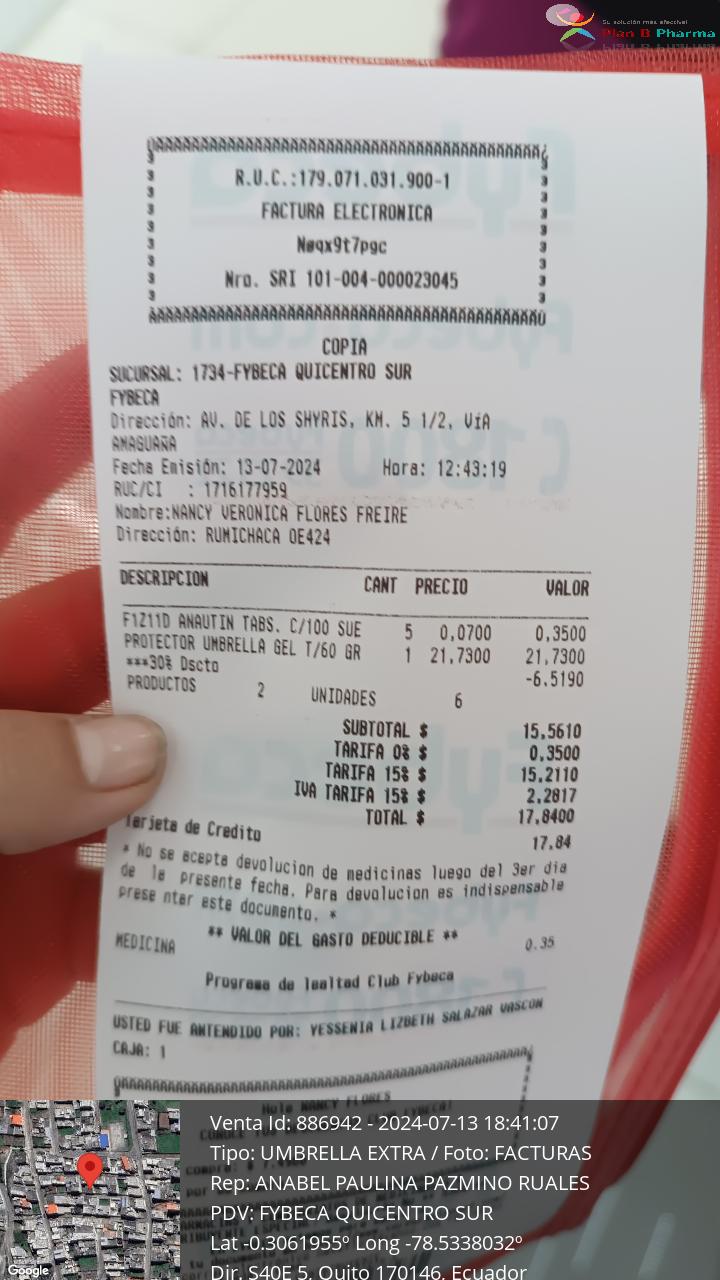 Su solución más efectiva!
Plan B Pharma
R.U.C.:179.071.031.900-1
FACTURA ELECTRONICA
Nøqx9t7pgc
Nro. SRI 101-004-000023045
COPIA
SUCURSAL: 1734-FYBECA QUICENTRO SUR
FYBECA
Dirección: AV. DE LOS SHYRIS, KM. 5 1/2, VíA
AMAGUAÑA
Fecha Emisión: 13-07-2024 Hora: 12:43:19
RUC/CI : 1716177959
Nombre:NANCY VERONICA FLORES FREIRE
Dirección: RUMICHACA OE424
DESCRIPCION CANT PRECIO VALOR
F1Z11D ANAUTIN TABS. C/100 SUE 5 0,0700 0,3500
PROTECTOR UMBRELLA GEL T/60 GR 1 21,7300 21,7300
***30% Dscto -6.5190
PRODUCTOS 2 UNIDADES 6
SUBTOTAL $ 15,5610
TARIFA 0% $ 0,3500
TARIFA 15% $ 15,2110
IVA TARIFA 15% $ 2,2817
TOTAL $ 17,8400
Tarjeta de Credito 17.84
* No se acepta devolucion de medicinas luego del 3er dia
de la presente fecha. Para devolucion es indispensable
prese ntar este documento. *
** VALOR DEL GASTO DEDUCIBLE **
MEDICINA 0.35
Programa de lealtad Club Fybeca
USTED FUE ANTENDIDO POR: YESSENIA LIZBETH SALAZAR VASCON
CAJA: 1
Hola NANCY FLORES
Venta Id: 886942 - 2024-07-13 18:41:07
Tipo: UMBRELLA EXTRA / Foto: FACTURAS
Rep: ANABEL PAULINA PAZMINO RUALES
PDV: FYBECA QUICENTRO SUR
Lat -0.3061955º Long -78.5338032º
Dir. S40E 5, Quito 170146, Ecuador
Google